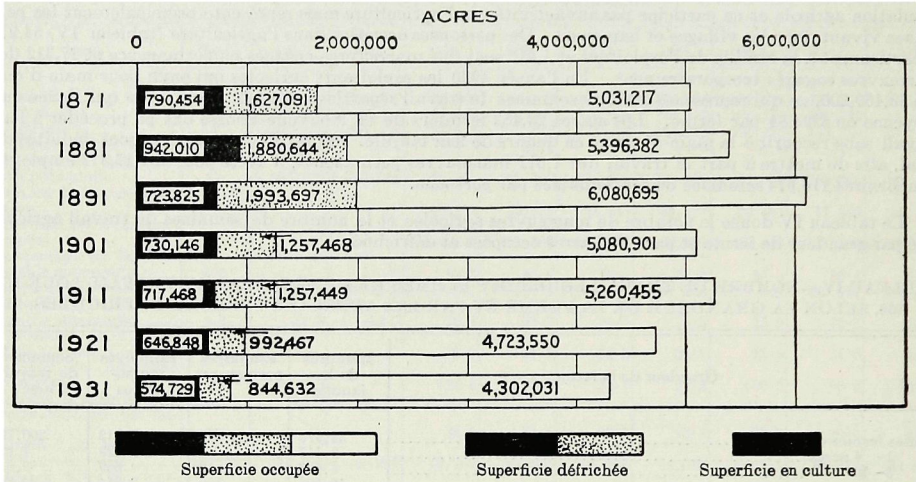 ACRES
0 2,000,000 4,000,000 6,000,000
1871 790,454 1,627,091 5,031,217
1881 942,010 1,880,644 5,396,382
1891 723,825 1,993,697 6,080,695
1901 730,146 1,257,468 5,080,901
1911 717,468 1,257,449 5,260,455
1921 646,848 992,467 4,723,550
1931 574,729 844,632 4,302,031
Superficie occupée Superficie défrichée Superficie en culture